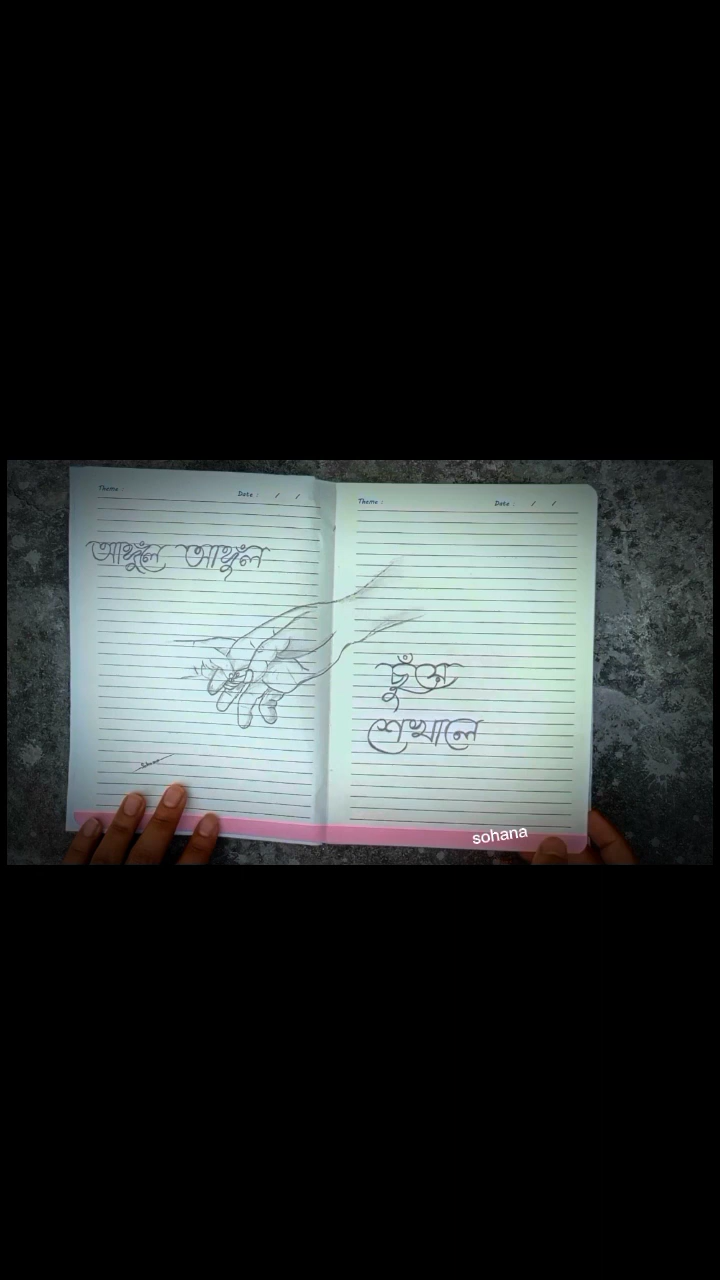 Theme :
Date : / /
আঙ্গুঁল আঙ্গুঁল
Theme :
Date : / /
ছুঁয়ে
শেখালে
sohana